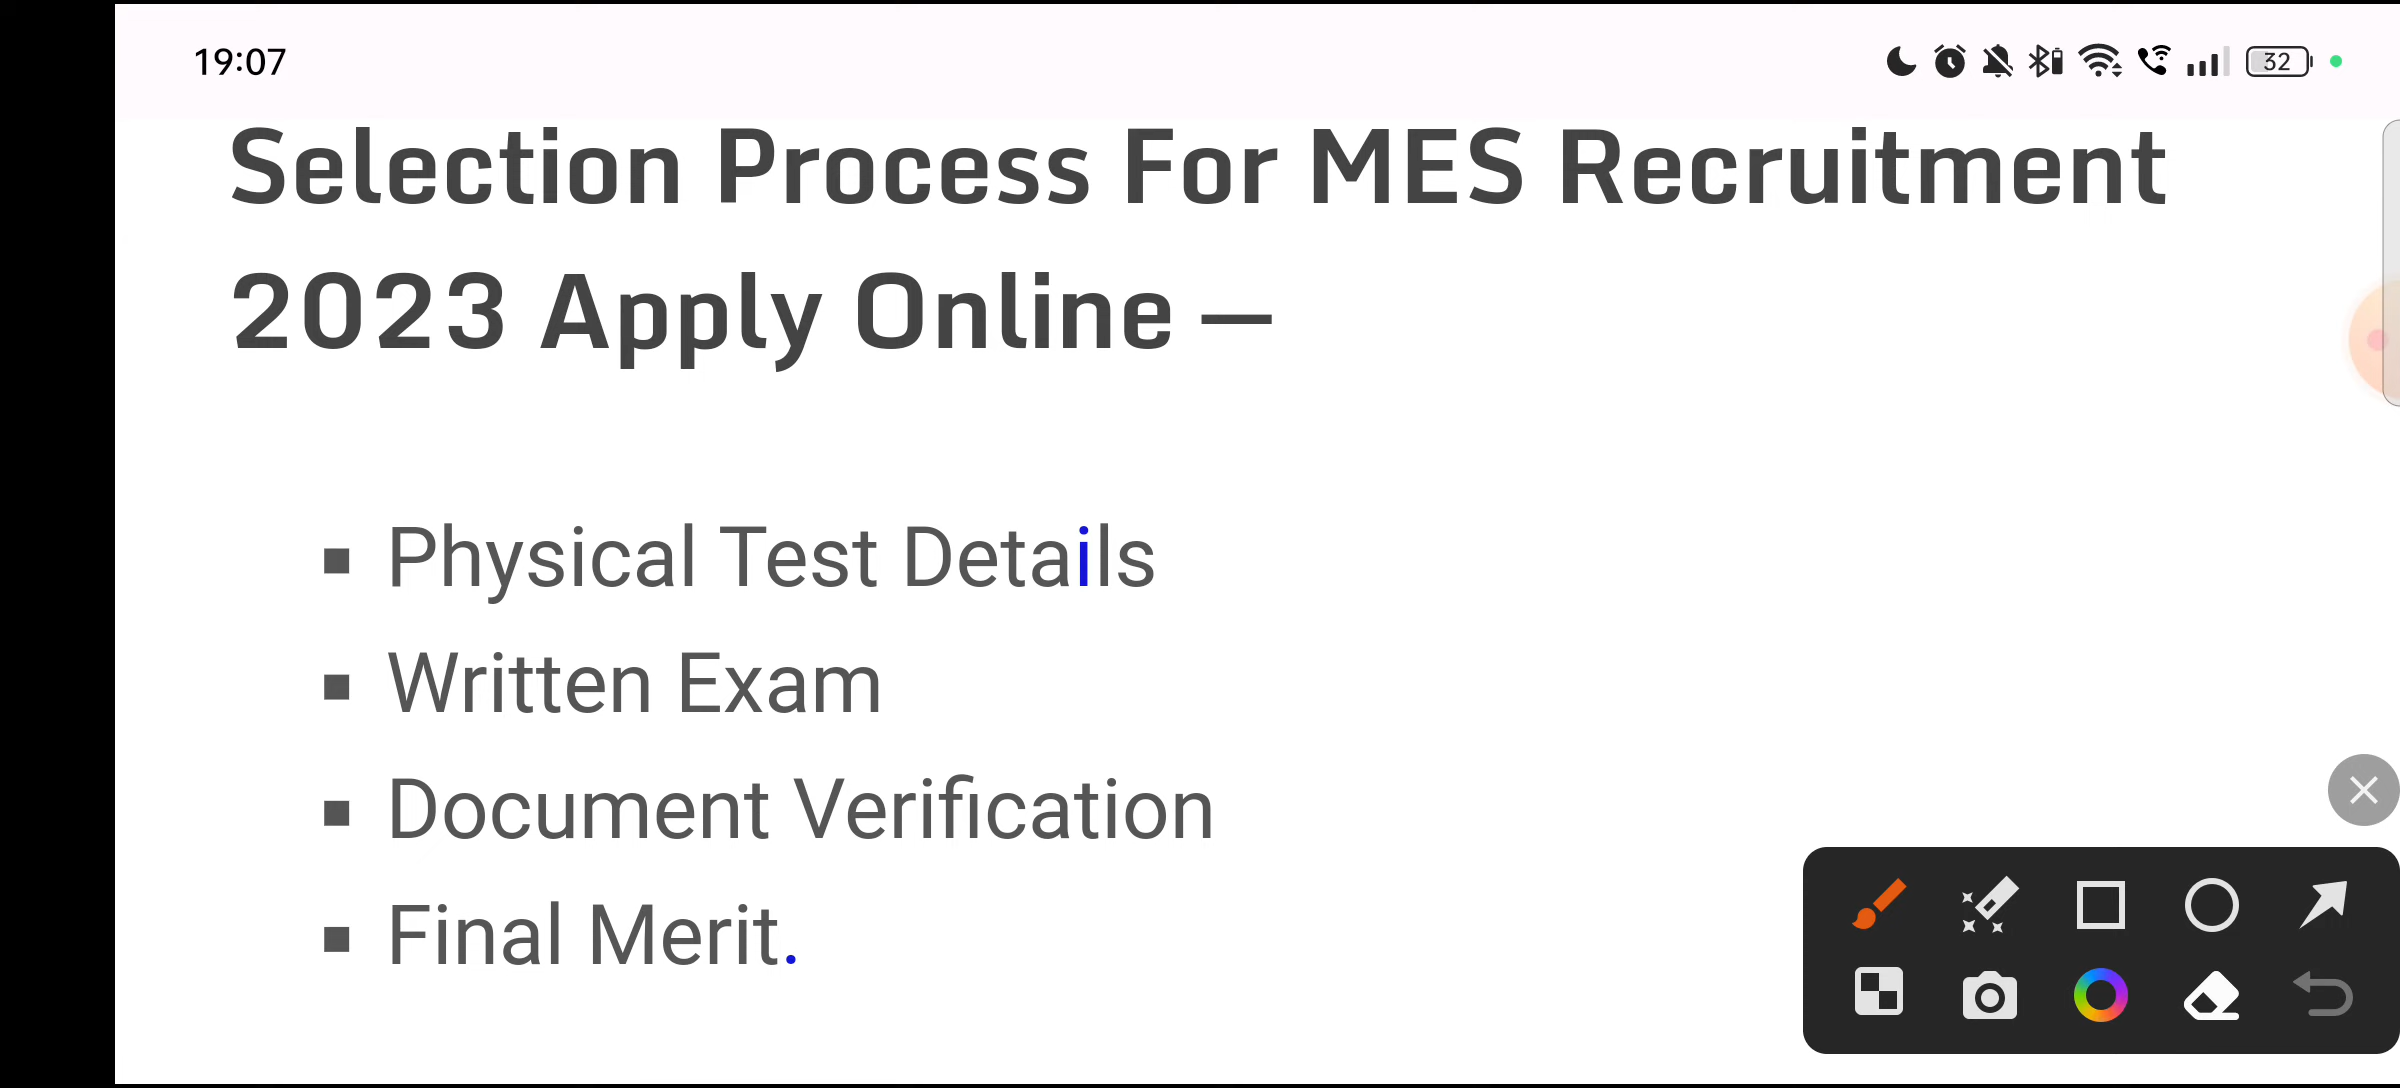 19:07
32
Selection Process For MES Recruitment
2023 Apply Online —
▪ Physical Test Details
▪ Written Exam
▪ Document Verification
▪ Final Merit.